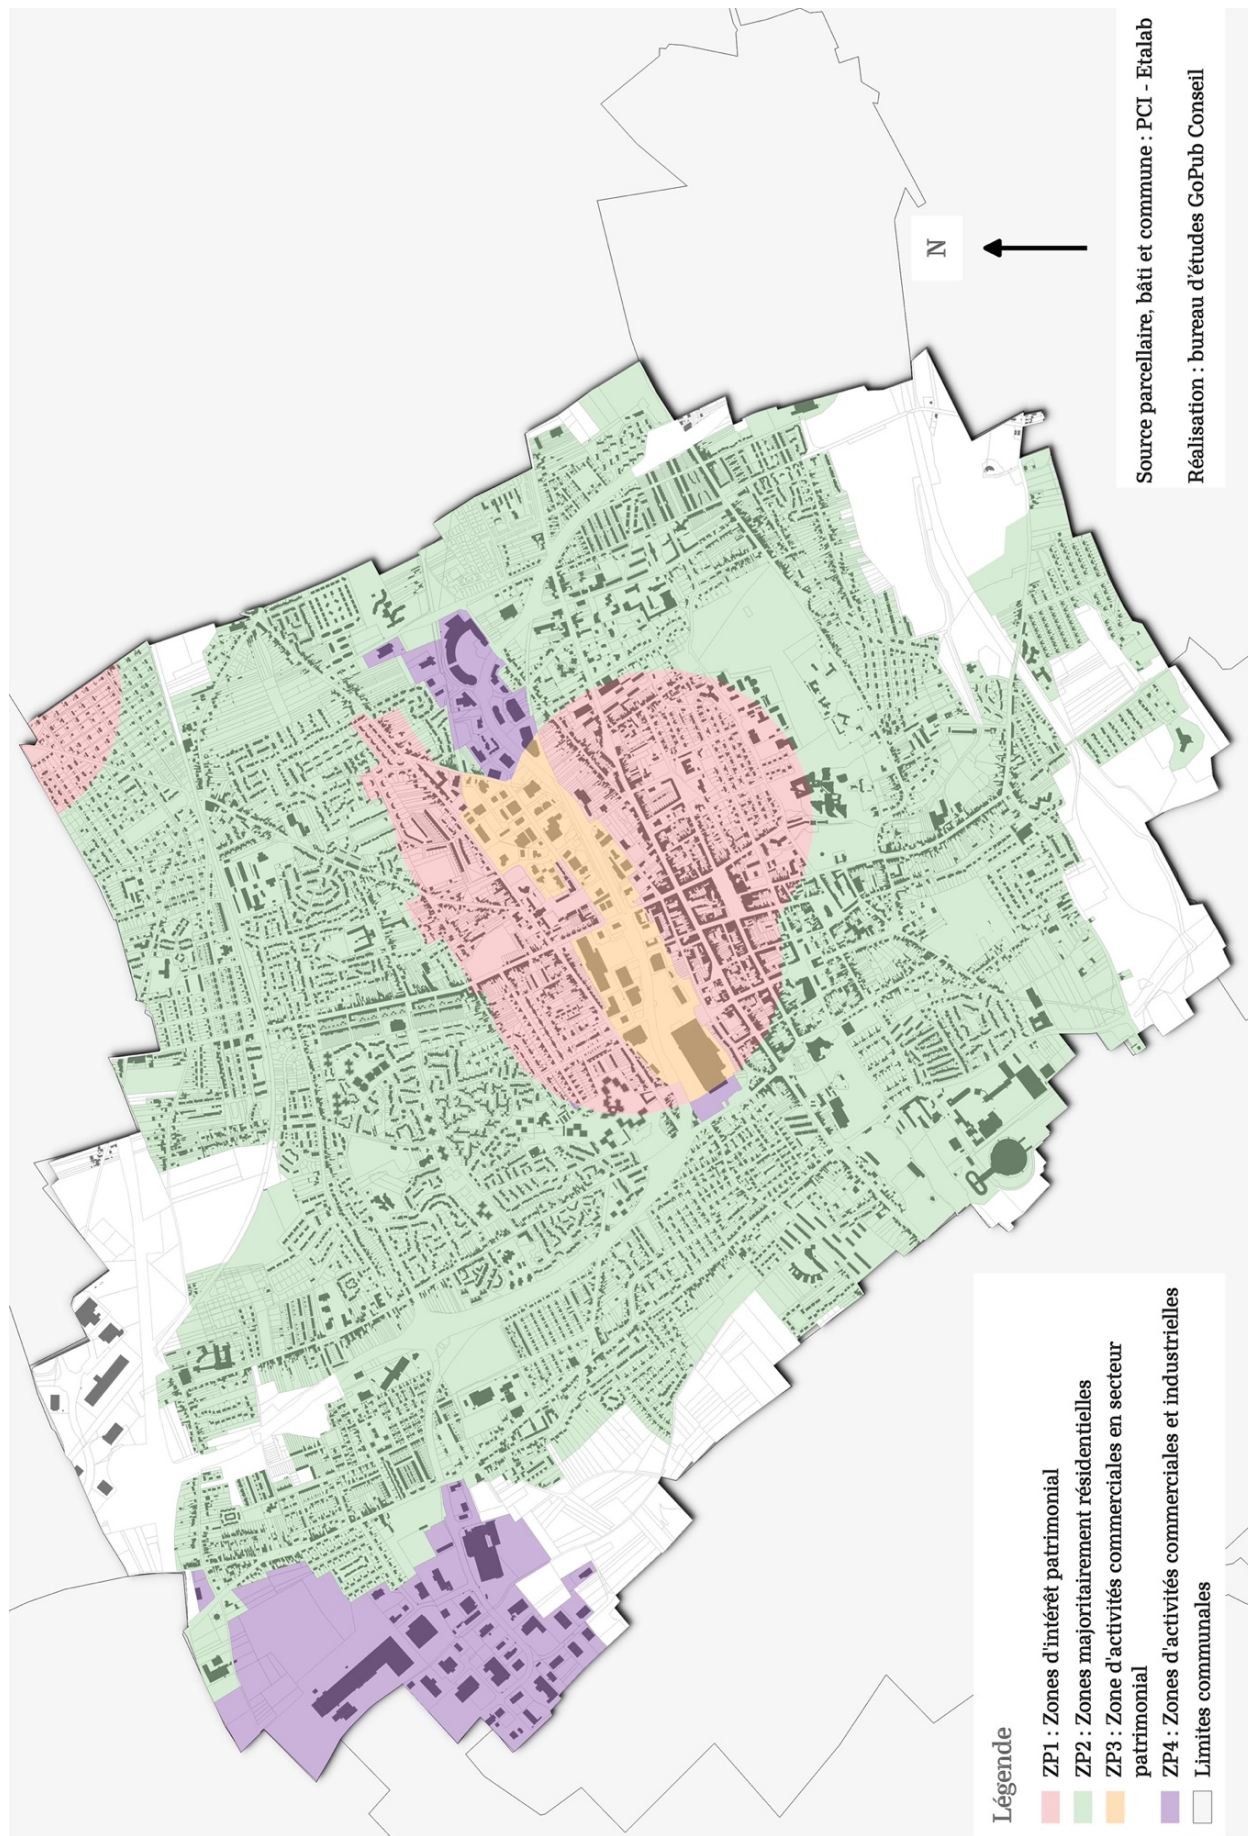 Légende
ZP1 : Zones d'intérêt patrimonial
ZP2 : Zones majoritairement résidentielles
ZP3 : Zone d'activités commerciales en secteur
patrimonial
ZP4 : Zones d'activités commerciales et industrielles
Limites communales
N
Source parcellaire, bâti et commune : PCI - Etalab
Réalisation : bureau d'études GoPub Conseil